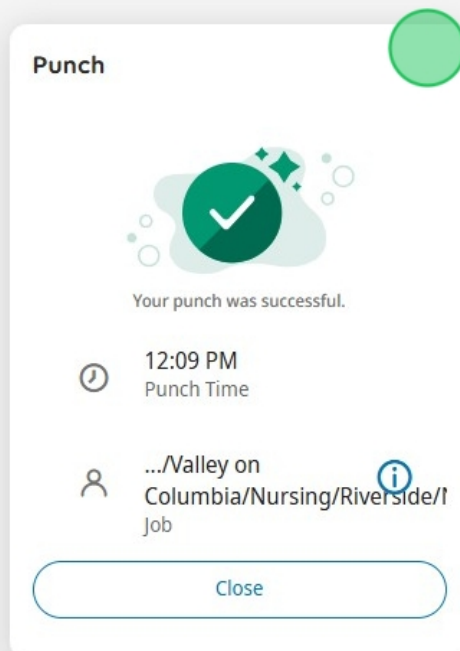 Punch
Your punch was successful.
12:09 PM
Punch Time
.../Valley on
Columbia/Nursing/Riverside/
Job
Close